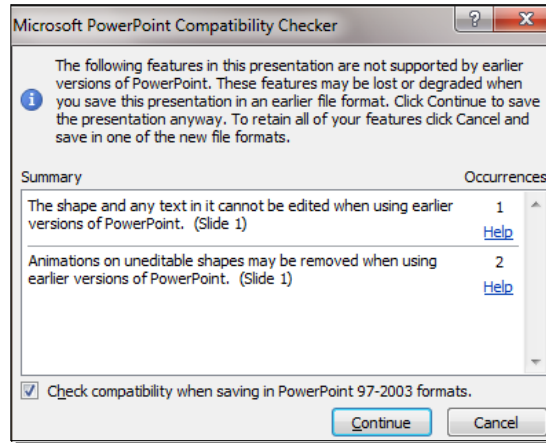 Microsoft PowerPoint Compatibility Checker
?
X
The following features in this presentation are not supported by earlier
versions of PowerPoint. These features may be lost or degraded when
you save this presentation in an earlier file format. Click Continue to save
the presentation anyway. To retain all of your features click Cancel and
save in one of the new file formats.
Summary Occurrences
The shape and any text in it cannot be edited when using earlier 1
versions of PowerPoint. (Slide 1)
Help
Animations on uneditable shapes may be removed when using 2
earlier versions of PowerPoint. (Slide 1)
Help
Check compatibility when saving in PowerPoint 97-2003 formats.
Continue Cancel